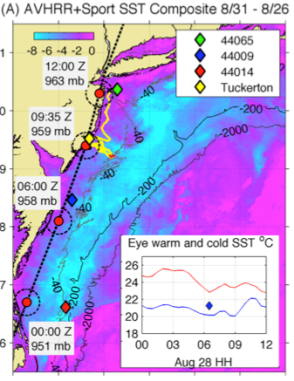 (A) AVHRR+Sport SST Composite 8/31 - 8/26
-8 -6 -4 -2 0
44065
44009
44014
Tuckerton
12:00 Z
963 mb
09:35 Z
959 mb
06:00 Z
958 mb
00:00 Z
951 mb
-40
-200
-2000
-40
-40
-200
-200
-2000
Eye warm and cold SST °C
26
24
22
20
18
00 03 06 09 12
Aug 28 HH